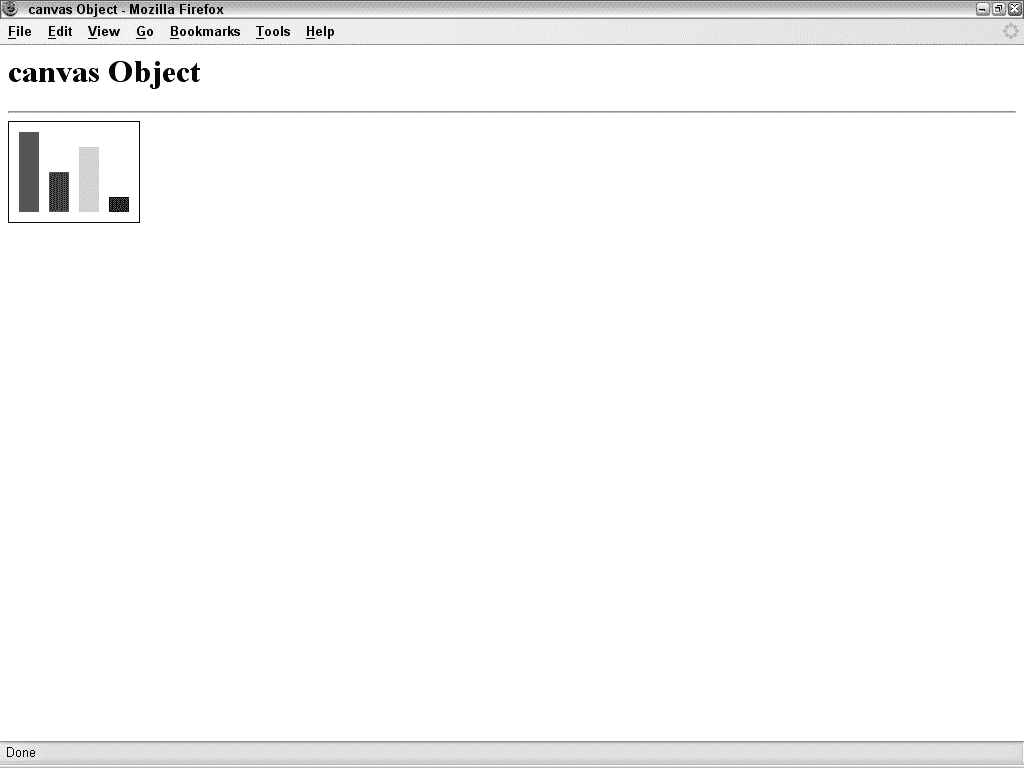 canvas Object - Mozilla Firefox
File Edit View Go Bookmarks Tools Help
canvas Object
Done